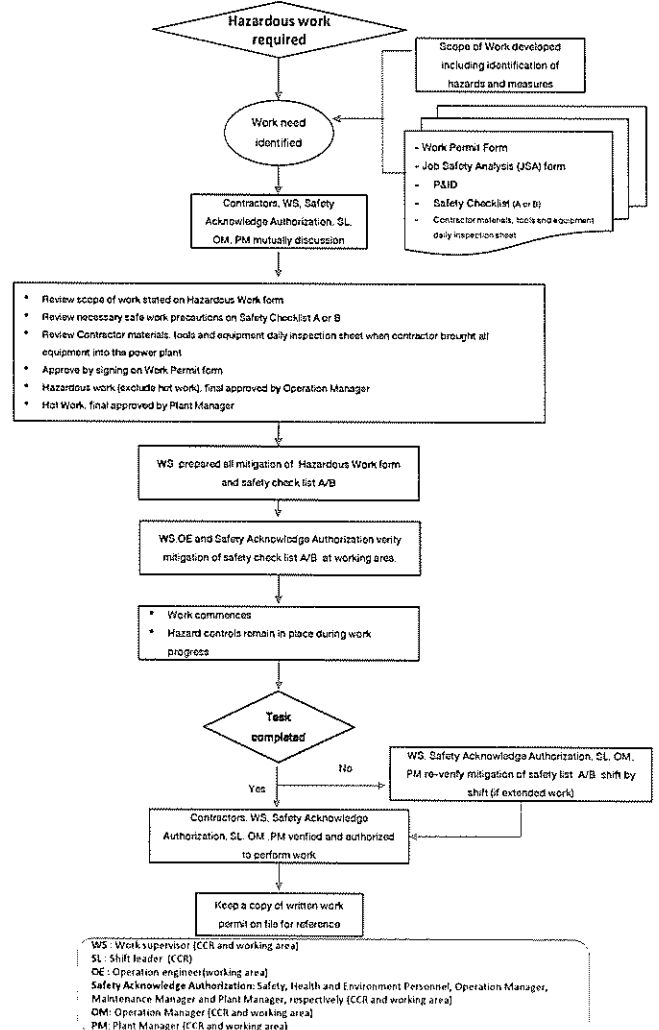 Hazardous work
required
Scope of Work developed
including identification of
hazards and measures
Work need
identified
- Work Permit Form
- Job Safety Analysis (JSA) form
- P&ID
- Safety Checklist (A or B)
- Contractor materials, tools and equipment
daily inspection sheet
Contractors, WS, Safety
Acknowledge Authorization, SL,
OM, PM mutually discussion
• Review scope of work stated on Hazardous Work form
• Review necessary safe work precautions on Safety Checklist A or B
• Review Contractor materials, tools and equipment daily inspection sheet when contractor brought all
equipment into the power plant
• Approve by signing on Work Permit form
• Hazardous work (exclude hot work), final approved by Operation Manager
• Hot Work, final approved by Plant Manager
WS prepared all mitigation of Hazardous Work form
and safety check list A/B
WS,OE and Safety Acknowledge Authorization verify
mitigation of safety check list A/B at working area.
• Work commences
• Hazard controls remain in place during work
progress
Task
completed
No
WS, Safety Acknowledge Authorization, SL, OM,
PM re-verify mitigation of safety list A/B shift by
shift (if extended work)
Yes
Contractors, WS, Safety Acknowledge
Authorization, SL, OM ,PM verified and authorized
to perform work
Keep a copy of written work
permit on file for reference
WS : Work supervisor (CCR and working area)
SL : Shift leader (CCR)
OE : Operation engineer(working area)
Safety Acknowledge Authorization: Safety, Health and Environment Personnel, Operation Manager,
Maintenance Manager and Plant Manager, respectively (CCR and working area)
OM: Operation Manager (CCR and working area)
PM: Plant Manager (CCR and working area)